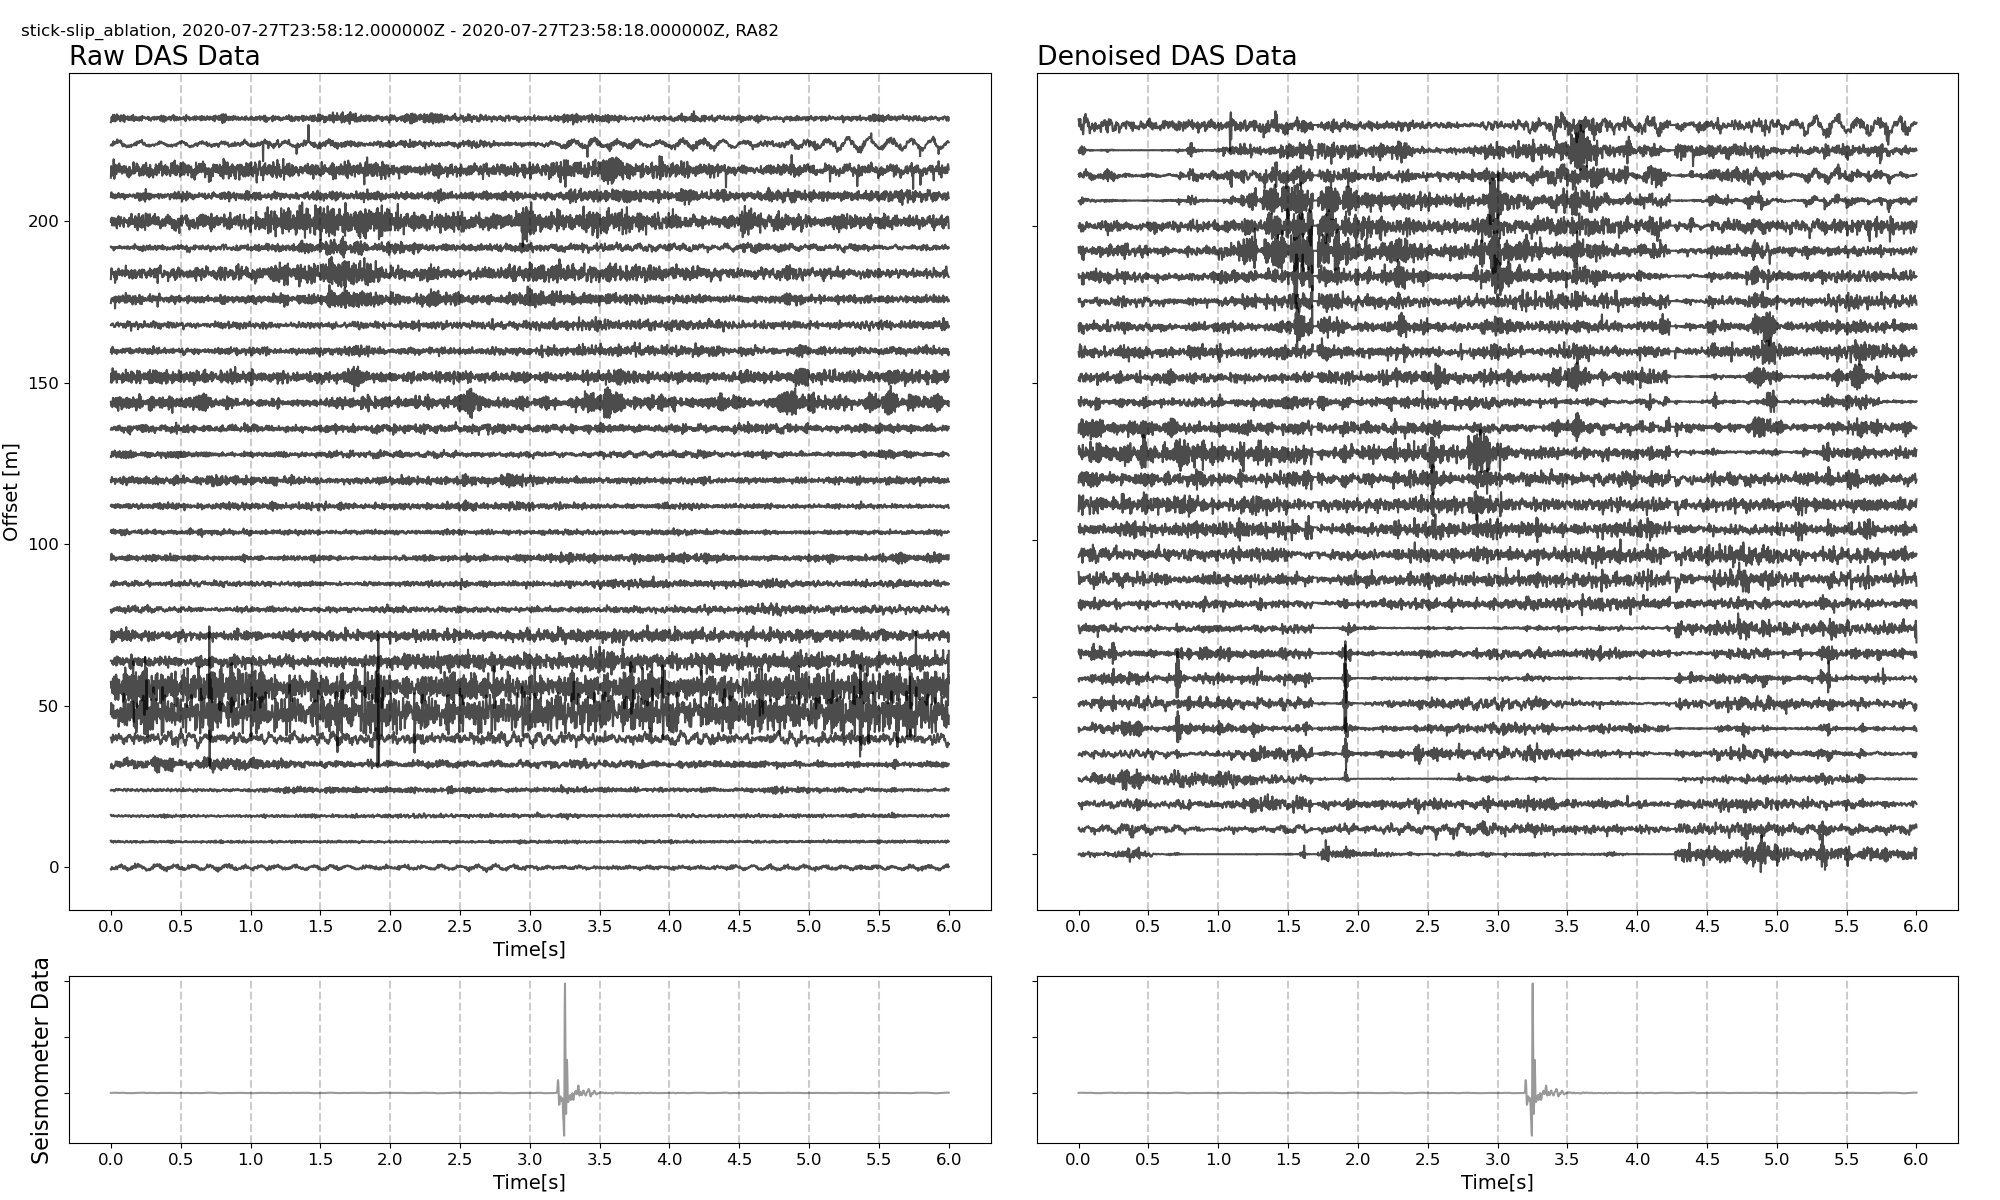 stick-slip_ablation, 2020-07-27T23:58:12.000000Z - 2020-07-27T23:58:18.000000Z, RA82
Raw DAS Data
Denoised DAS Data
Offset [m]
200
150
100
50
0
0.0 0.5 1.0 1.5 2.0 2.5 3.0 3.5 4.0 4.5 5.0 5.5 6.0
Time[s]
0.0 0.5 1.0 1.5 2.0 2.5 3.0 3.5 4.0 4.5 5.0 5.5 6.0
Seismometer Data
0.0 0.5 1.0 1.5 2.0 2.5 3.0 3.5 4.0 4.5 5.0 5.5 6.0
Time[s]
0.0 0.5 1.0 1.5 2.0 2.5 3.0 3.5 4.0 4.5 5.0 5.5 6.0
Time[s]